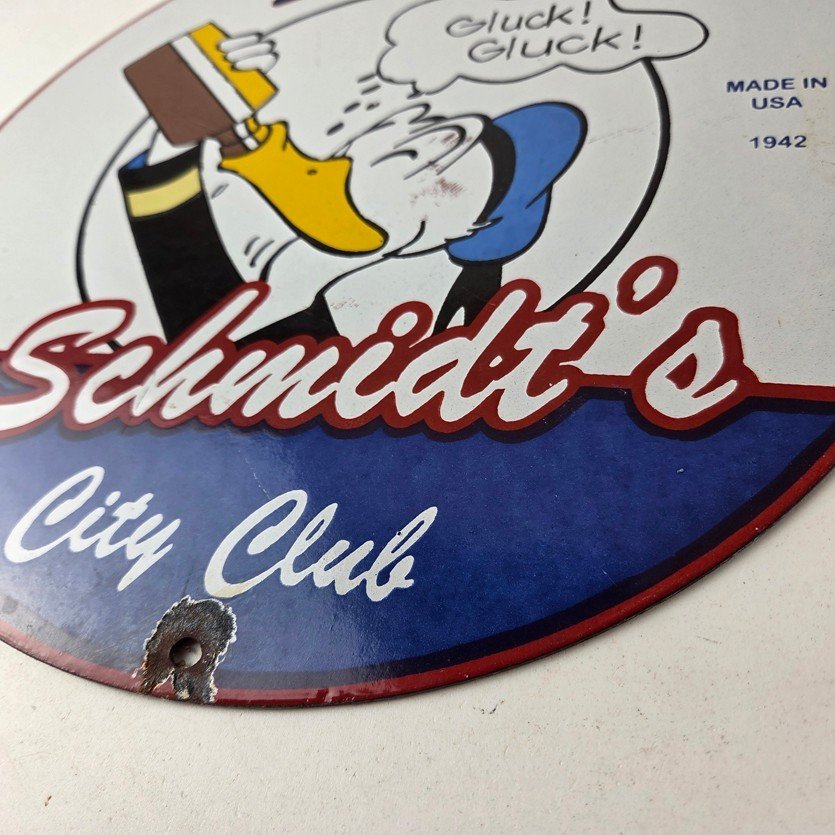 Gluck!
Gluck!
MADE IN
USA
1942
Schmidt's
City Club